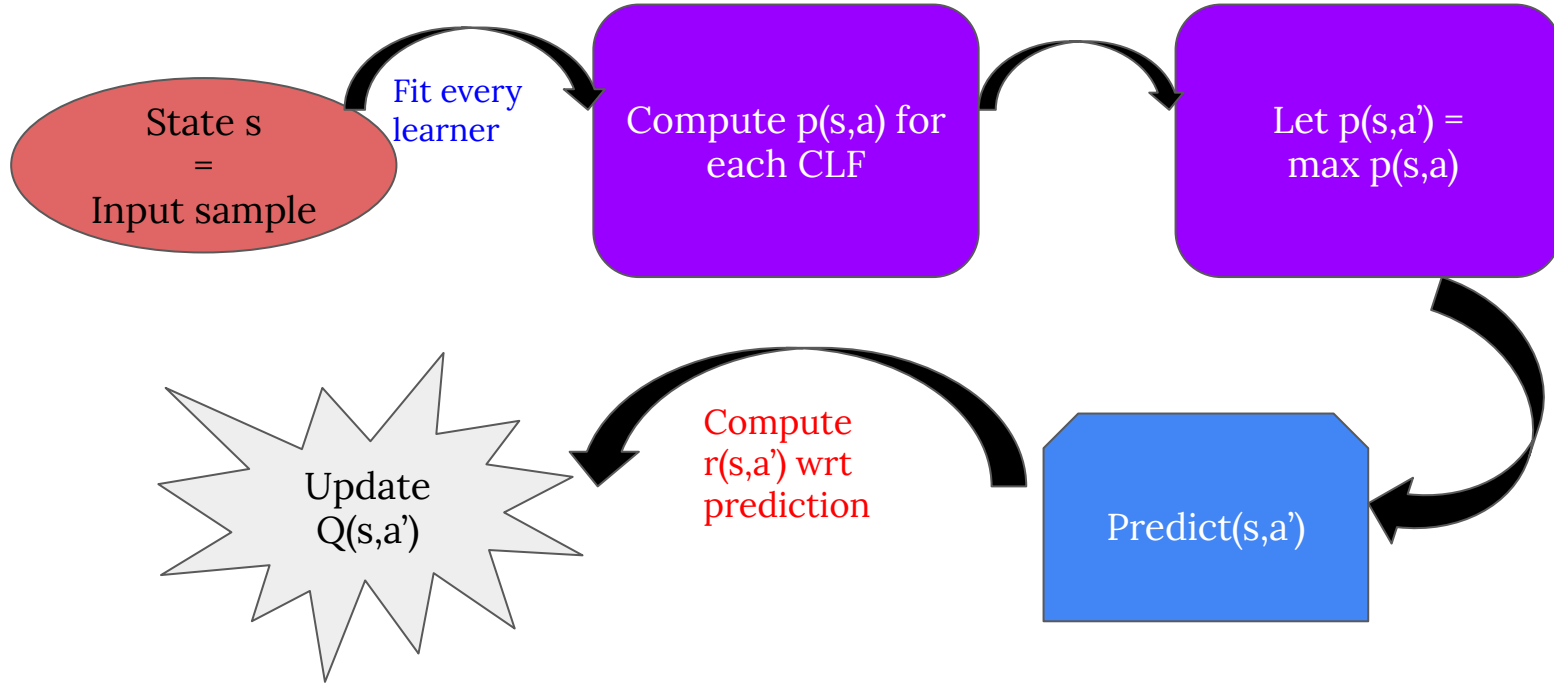 State s
=
Input sample
Fit every
learner
Compute p(s,a) for
each CLF
Let p(s,a’) =
max p(s,a)
Predict(s,a’)
Compute
r(s,a’) wrt
prediction
Update
Q(s,a’)